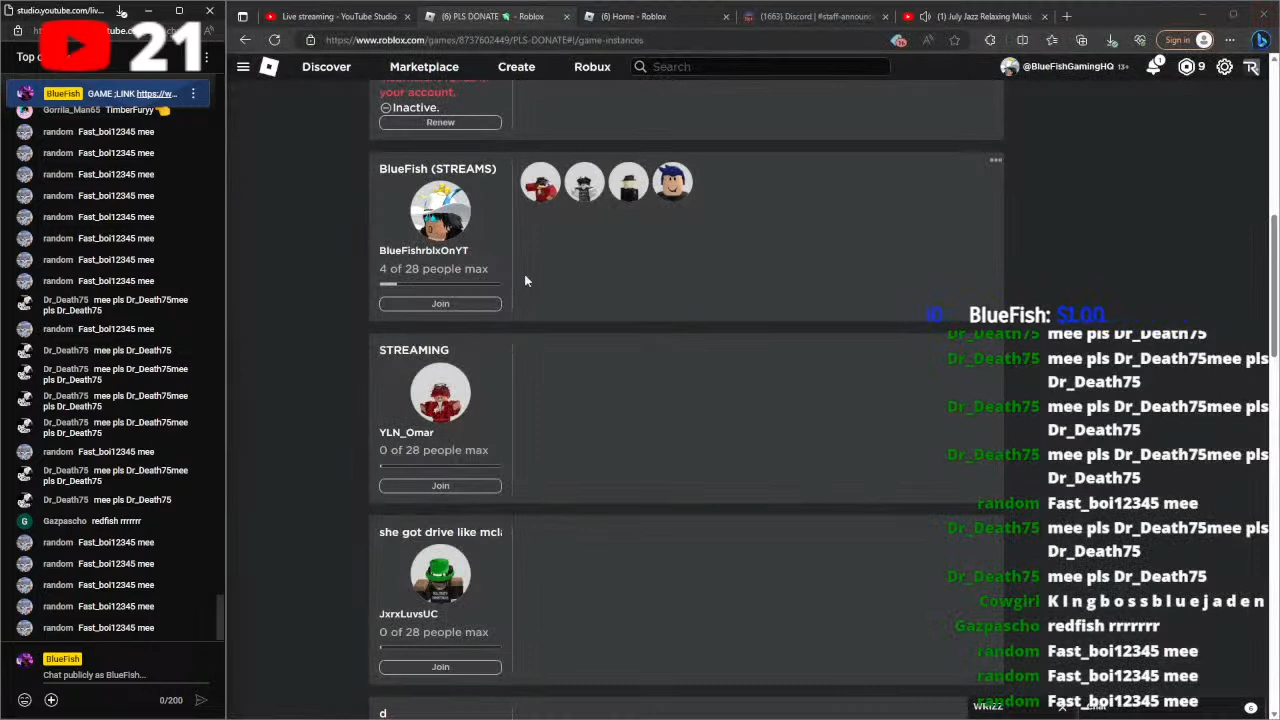 studio.youtube.com/liv...
21
Top c
BlueFish GAME ;LINK https://w...
Gorrila_Man65 TimberFuryy
random Fast_boi12345 mee
random Fast_boi12345 mee
random Fast_boi12345 mee
random Fast_boi12345 mee
random Fast_boi12345 mee
random Fast_boi12345 mee
random Fast_boi12345 mee
random Fast_boi12345 mee
Dr_Death75 mee pls Dr_Death75mee
pls Dr_Death75
random Fast_boi12345 mee
Dr_Death75 mee pls Dr_Death75
Dr_Death75 mee pls Dr_Death75mee
pls Dr_Death75
Dr_Death75 mee pls Dr_Death75mee
pls Dr_Death75
Dr_Death75 mee pls Dr_Death75mee
pls Dr_Death75
random Fast_boi12345 mee
Dr_Death75 mee pls Dr_Death75mee
pls Dr_Death75
Dr_Death75 mee pls Dr_Death75
G Gazpascho redfish rrrrrrr
random Fast_boi12345 mee
random Fast_boi12345 mee
random Fast_boi12345 mee
random Fast_boi12345 mee
random Fast_boi12345 mee
BlueFish
Chat publicly as BlueFish...
0/200
Live streaming - YouTube Studio
(6) PLS DONATE - Roblox
(6) Home - Roblox
(1663) Discord | #staff-announc
(1) July Jazz Relaxing Music
https://www.roblox.com/games/8737602449/PLS-DONATE#!/game-instances
Sign in
Discover Marketplace Create Robux Search @BlueFishGamingHQ 13+ 1 9
your account.
Inactive.
Renew
BlueFish (STREAMS)
BlueFishrblxOnYT
4 of 28 people max
Join
STREAMING
YLN_Omar
0 of 28 people max
Join
she got drive like mcl
JxrxLuvsUC
0 of 28 people max
Join
d
BlueFish: $1.00
Dr_Death75 mee pls Dr_Death75
Dr_Death75 mee pls Dr_Death75mee pls
Dr_Death75
Dr_Death75 mee pls Dr_Death75mee pls
Dr_Death75
Dr_Death75 mee pls Dr_Death75mee pls
Dr_Death75
random Fast_boi12345 mee
Dr_Death75 mee pls Dr_Death75mee pls
Dr_Death75
Dr_Death75 mee pls Dr_Death75
Cowgirl K I n g b o s s b l u e j a d e n
Gazpascho redfish rrrrrrr
random Fast_boi12345 mee
random Fast_boi12345 mee
random Fast_boi12345 mee
WRIZZ
6